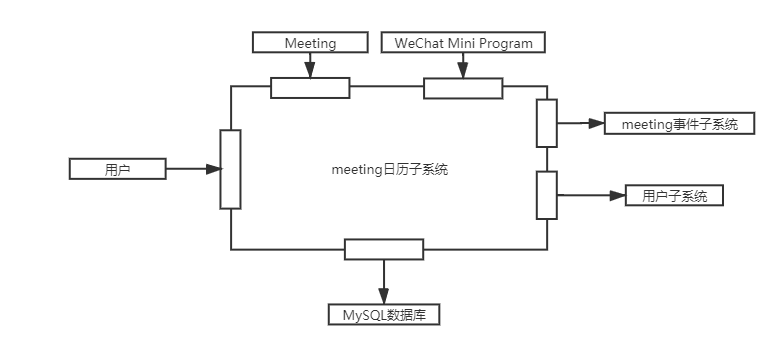 Meeting
WeChat Mini Program
meeting事件子系统
用户
meeting日历子系统
用户子系统
MySQL数据库